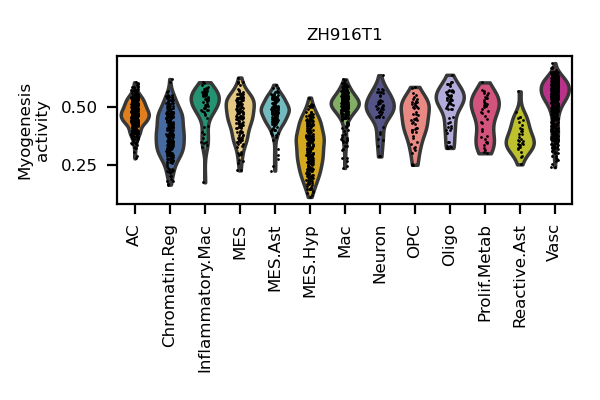 ZH916T1
Myogenesis
activity
0.50
0.25
AC
Chromatin.Reg
Inflammatory.Mac
MES
MES.Ast
MES.Hyp
Mac
Neuron
OPC
Oligo
Prolif.Metab
Reactive.Ast
Vasc